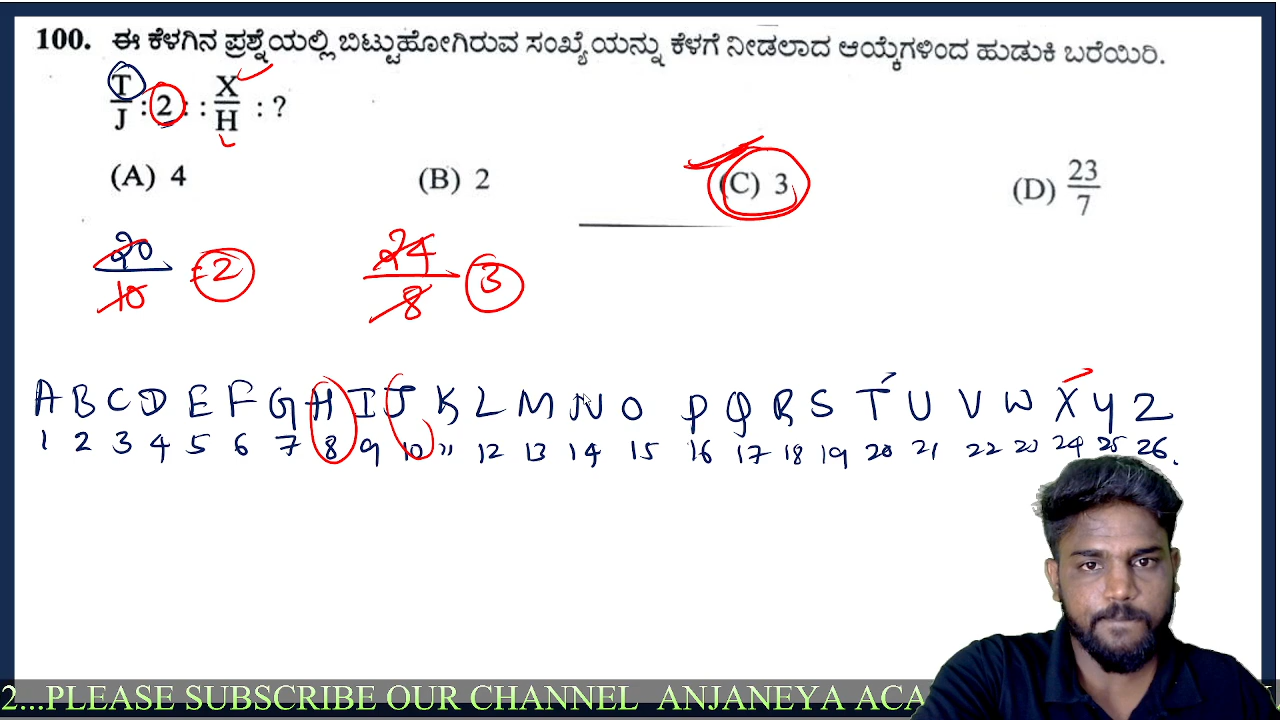 100. ಈ ಕೆಳಗಿನ ಪ್ರಶ್ನೆಯಲ್ಲಿ ಬಿಟ್ಟುಹೋಗಿರುವ ಸಂಖ್ಯೆಯನ್ನು ಕೆಳಗೆ ನೀಡಲಾದ ಆಯ್ಕೆಗಳಿಂದ ಹುಡುಕಿ ಬರೆಯಿರಿ.
T/J : 2 : : X/H : ?
(A) 4 (B) 2 (C) 3 (D) 23/7
20/10 = 2 24/8 3
A B C D E F G H I J K L M N O P Q R S T U V W X Y Z
1 2 3 4 5 6 7 8 9 10 11 12 13 14 15 16 17 18 19 20 21 22 23 24 25 26.
2...PLEASE SUBSCRIBE OUR CHANNEL ANJANEYA ACA